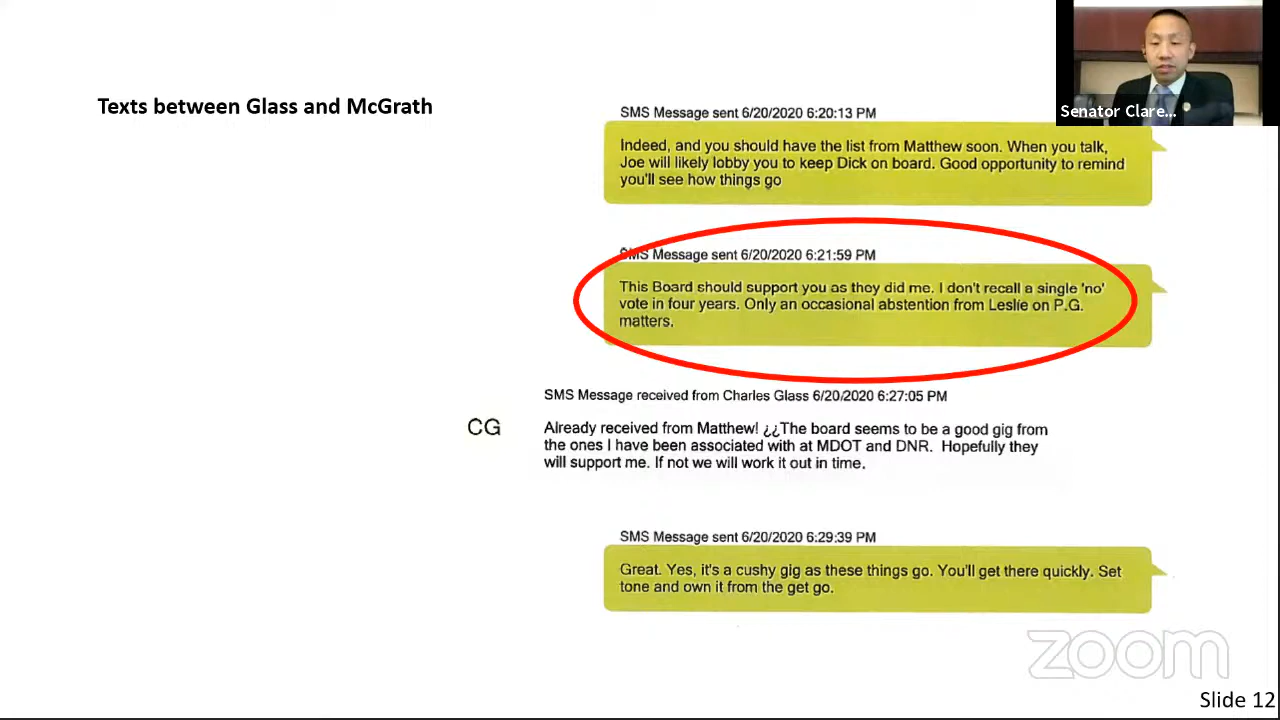 Senator Clare...
Texts between Glass and McGrath
SMS Message sent 6/20/2020 6:20:13 PM
Indeed, and you should have the list from Matthew soon. When you talk,
Joe will likely lobby you to keep Dick on board. Good opportunity to remind
you'll see how things go
SMS Message sent 6/20/2020 6:21:59 PM
This Board should support you as they did me. I don't recall a single 'no'
vote in four years. Only an occasional abstention from Leslie on P.G.
matters.
SMS Message received from Charles Glass 6/20/2020 6:27:05 PM
CG
Already received from Matthew! ¿¿The board seems to be a good gig from
the ones I have been associated with at MDOT and DNR. Hopefully they
will support me. If not we will work it out in time.
SMS Message sent 6/20/2020 6:29:39 PM
Great. Yes, it's a cushy gig as these things go. You'll get there quickly. Set
tone and own it from the get go.
zoom
Slide 12